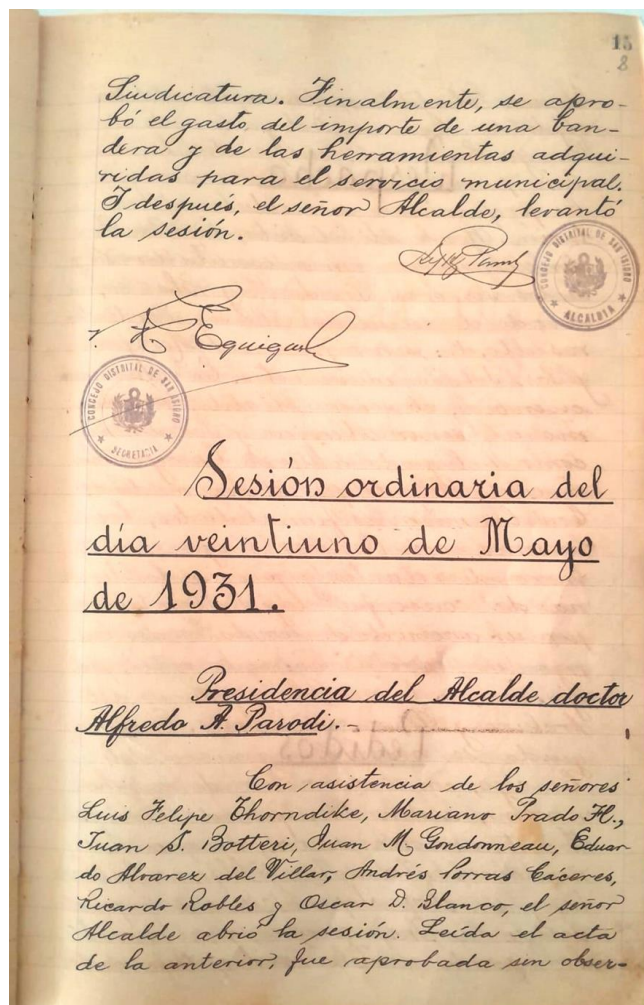 15
8
Sindicatura. Finalmente, se apro-
bó el gasto del importe de una ban-
dera y de las herramientas adqui-
ridas para el servicio municipal.
I después, el señor Alcalde, levantó
la sesión.
CONCEJO DISTRITAL DE SAN ISIDRO
ALCALDIA
CONCEJO DISTRITAL DE SAN ISIDRO
SECRETARIA
Sesión ordinaria del
día veintiuno de Mayo
de 1931.
Presidencia del Alcalde doctor
Alfredo A. Parodi.-
Con asistencia de los señores
Luis Felipe Thorndike, Mariano Prado H.,
Juan S. Botteri, Juan M. Gondonneau, Eduar-
do Alvarez del Villar, Andrés Porras Cáceres,
Ricardo Robles y Oscar D. Blanco, el señor
Alcalde abrió la sesión. Leída el acta
de la anterior, fue aprobada sin obser-